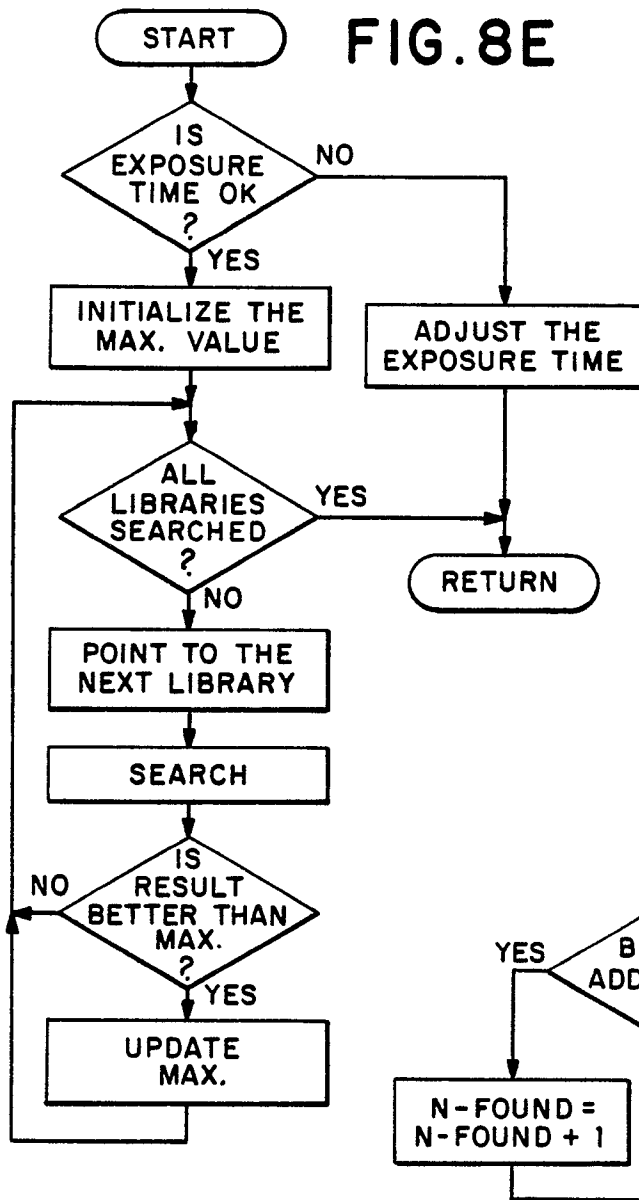 START
FIG. 8E
IS
EXPOSURE
TIME OK
?
NO
YES
INITIALIZE THE
MAX. VALUE
ADJUST THE
EXPOSURE TIME
ALL
LIBRARIES
SEARCHED
?
YES
NO
RETURN
POINT TO THE
NEXT LIBRARY
SEARCH
IS
RESULT
BETTER THAN
MAX.
?
NO
YES
UPDATE
MAX.
YES
B
ADD
N-FOUND =
N-FOUND + 1